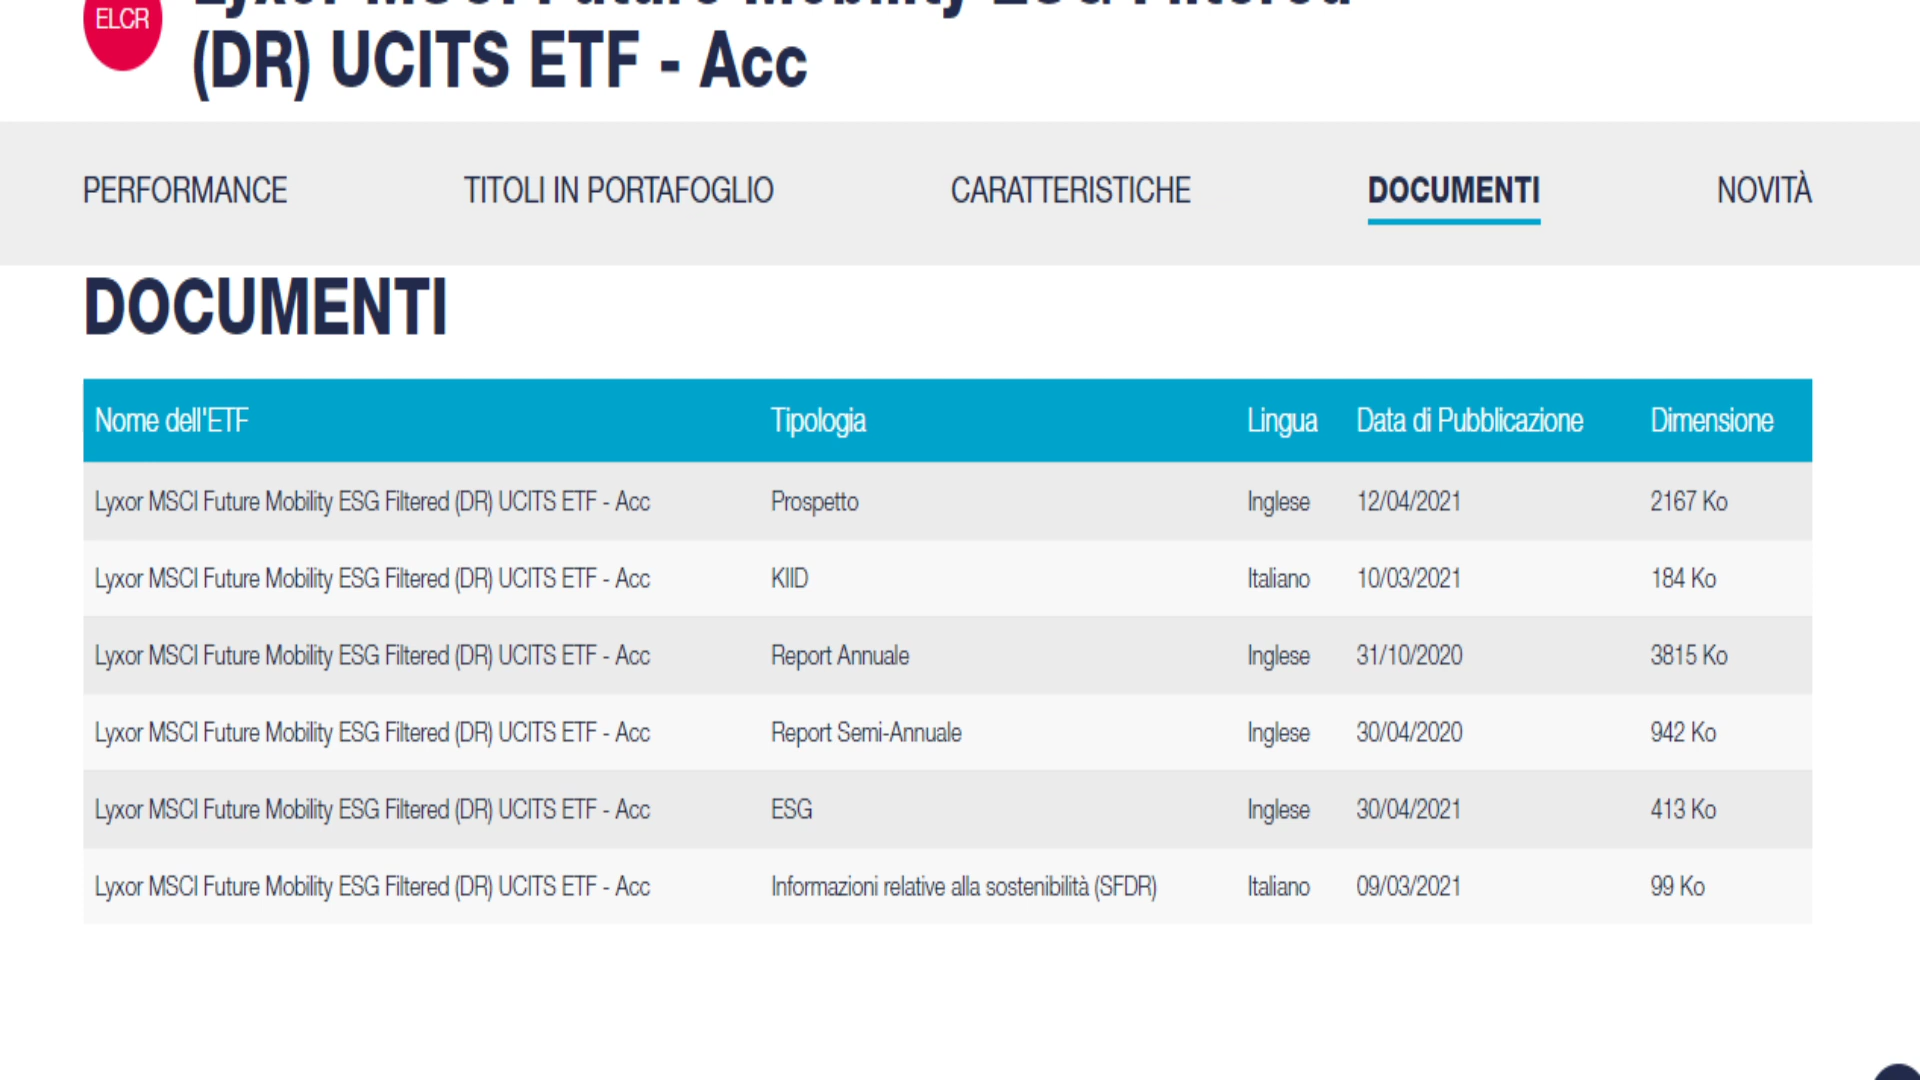 ELCR
Lyxor MSCI Future Mobility ESG Filtered
(DR) UCITS ETF - Acc
PERFORMANCE TITOLI IN PORTAFOGLIO CARATTERISTICHE DOCUMENTI NOVITÀ
DOCUMENTI
Nome dell'ETF Tipologia Lingua Data di Pubblicazione Dimensione
Lyxor MSCI Future Mobility ESG Filtered (DR) UCITS ETF - Acc Prospetto Inglese 12/04/2021 2167 Ko
Lyxor MSCI Future Mobility ESG Filtered (DR) UCITS ETF - Acc KIID Italiano 10/03/2021 184 Ko
Lyxor MSCI Future Mobility ESG Filtered (DR) UCITS ETF - Acc Report Annuale Inglese 31/10/2020 3815 Ko
Lyxor MSCI Future Mobility ESG Filtered (DR) UCITS ETF - Acc Report Semi-Annuale Inglese 30/04/2020 942 Ko
Lyxor MSCI Future Mobility ESG Filtered (DR) UCITS ETF - Acc ESG Inglese 30/04/2021 413 Ko
Lyxor MSCI Future Mobility ESG Filtered (DR) UCITS ETF - Acc Informazioni relative alla sostenibilità (SFDR) Italiano 09/03/2021 99 Ko